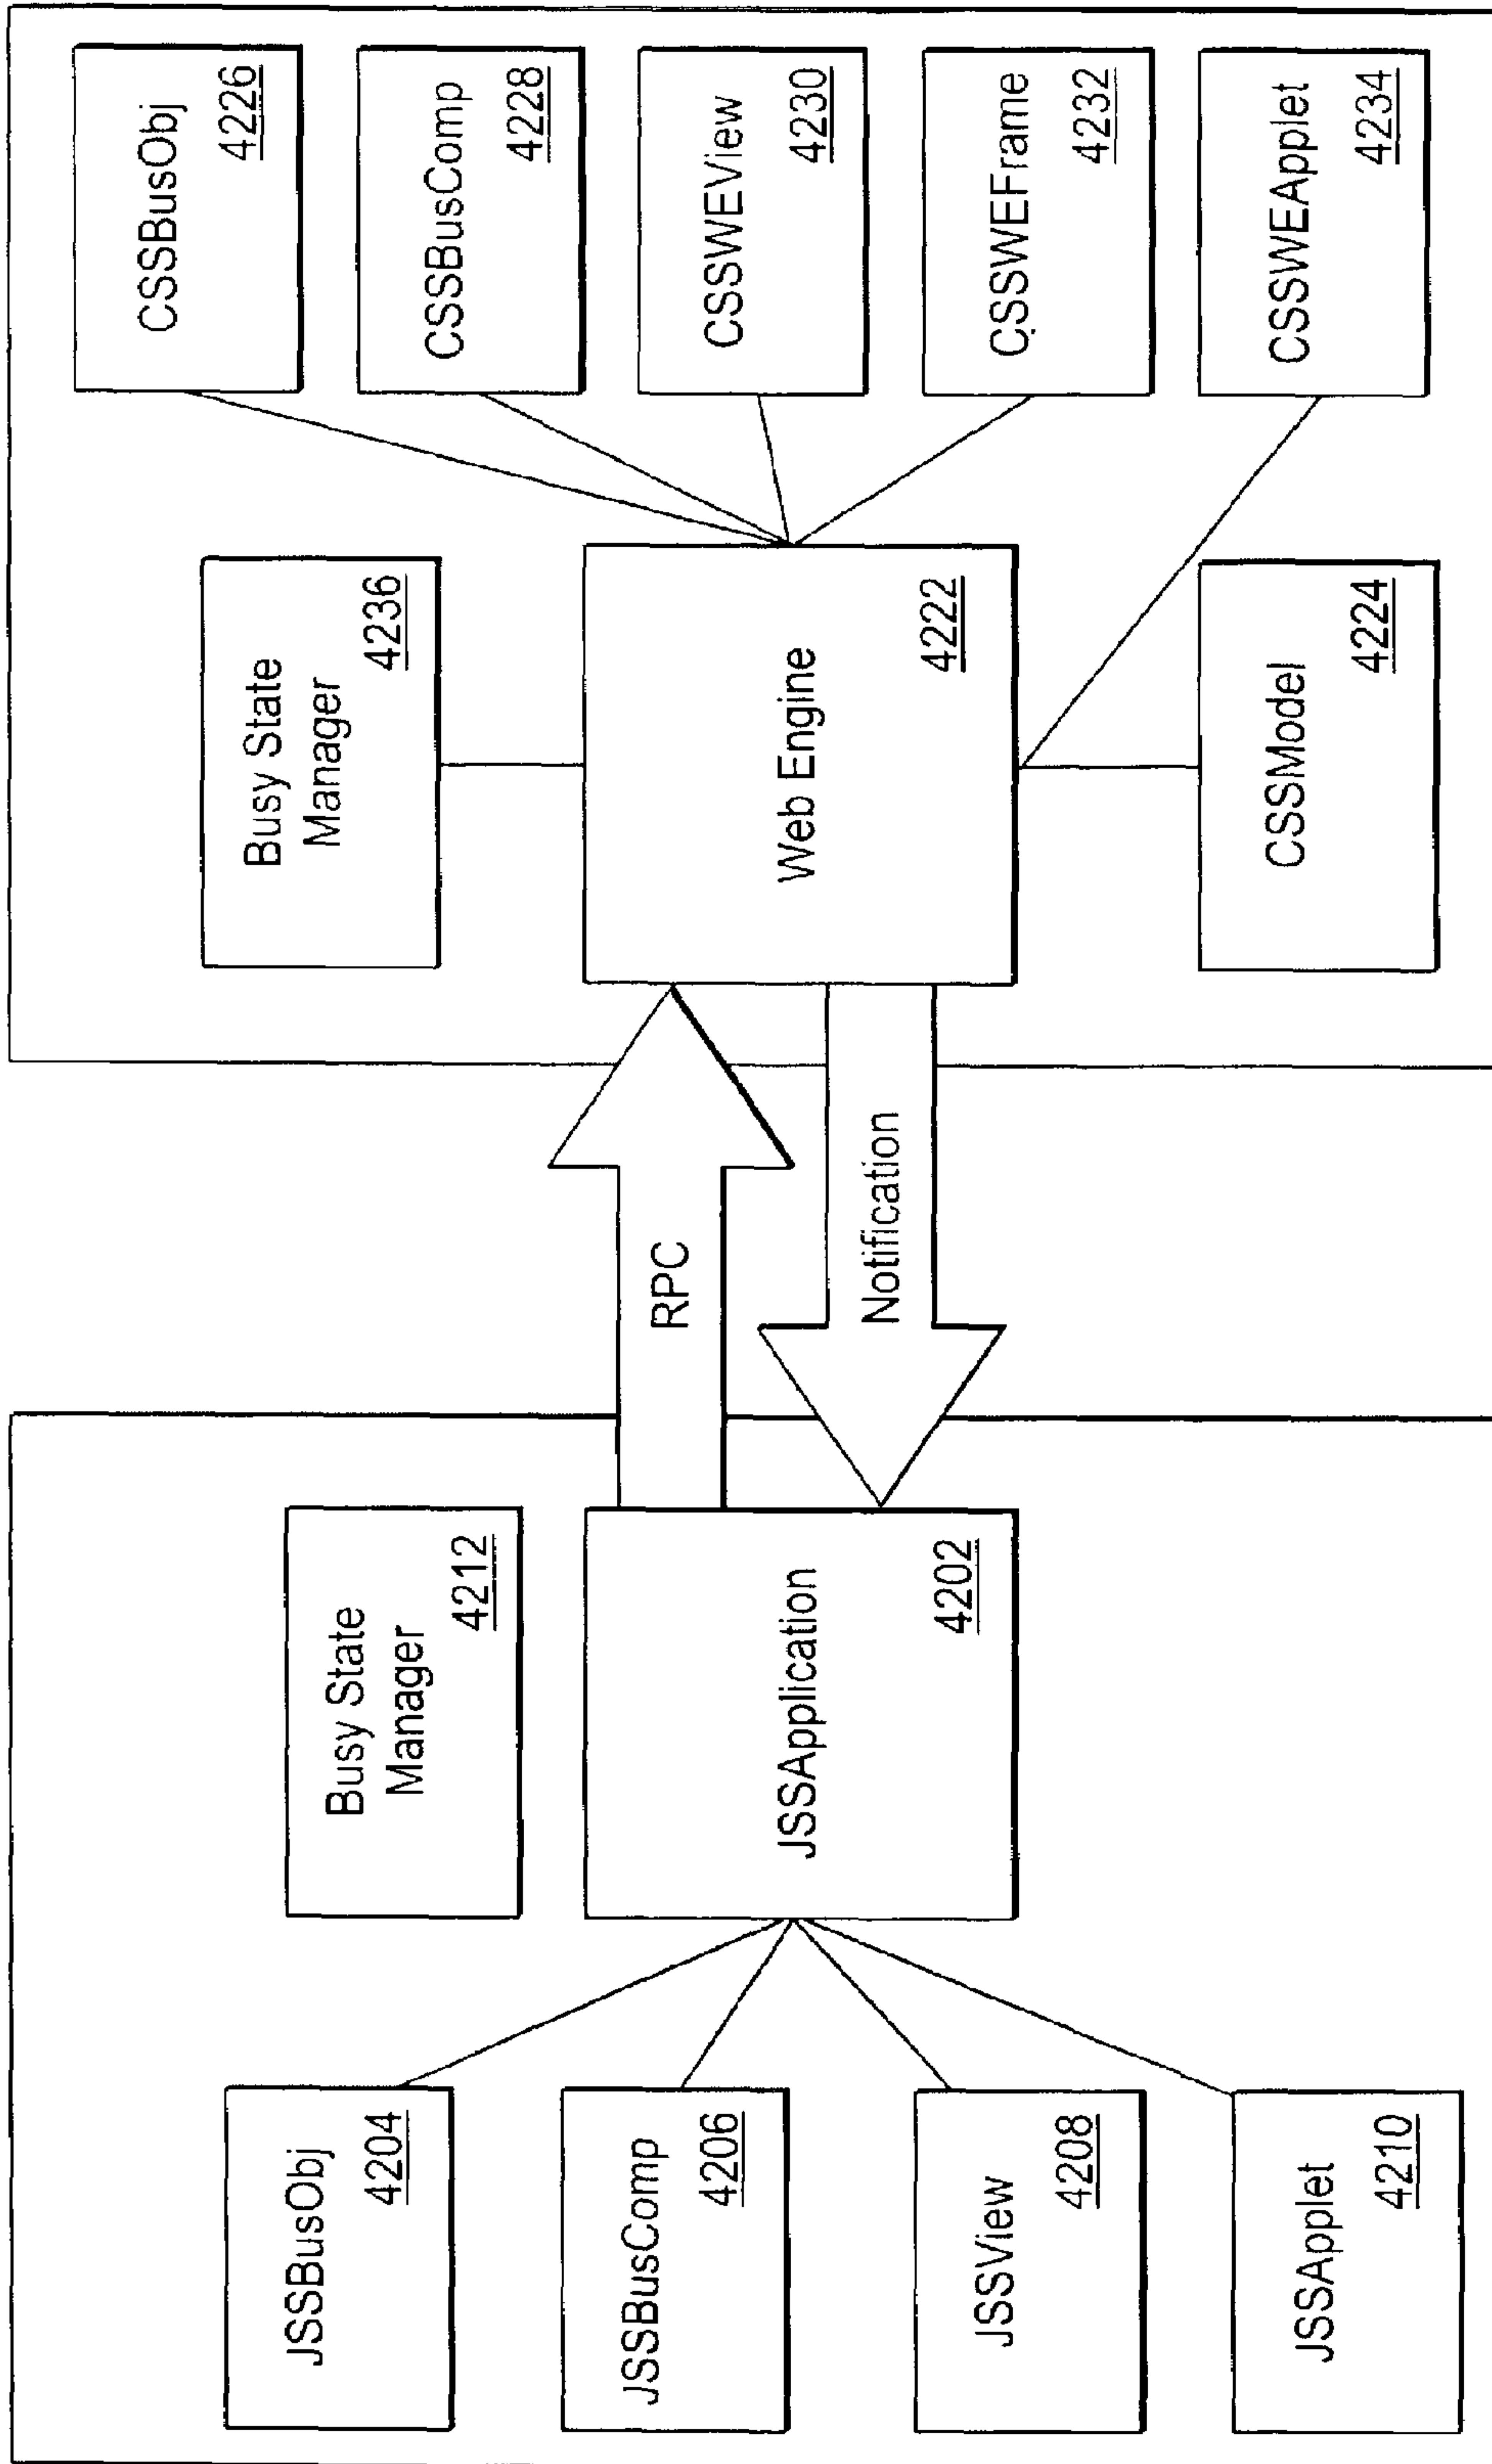 JSSBusObj
4204
JSSBusComp
4206
JSSView
4208
JSSApplet
4210
Busy State
Manager
4212
JSSApplication
4202
RPC
Notification
Busy State
Manager
4236
Web Engine
4222
CSSModel
4224
CSSBusObj
4226
CSSBusComp
4228
CSSWEView
4230
CSSWEFrame
4232
CSSWEApplet
4234